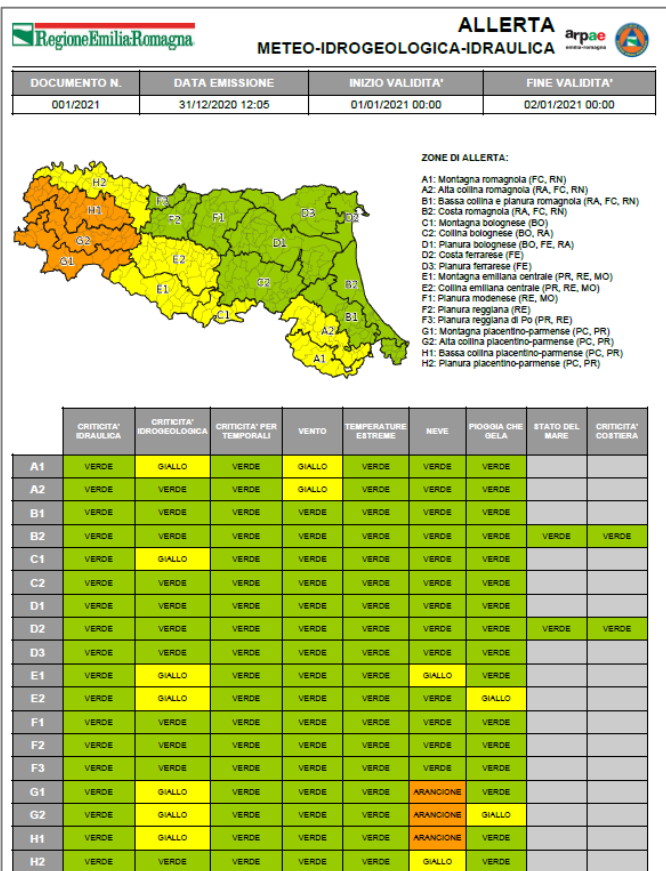 RegioneEmiliaRomagna
ALLERTA
METEO-IDROGEOLOGICA-IDRAULICA
arpae
emilia-romagna
DOCUMENTO N. DATA EMISSIONE INIZIO VALIDITA' FINE VALIDITA'
001/2021 31/12/2020 12:05 01/01/2021 00:00 02/01/2021 00:00
ZONE DI ALLERTA:
A1: Montagna romagnola (FC, RN)
A2: Alta collina romagnola (RA, FC, RN)
B1: Bassa collina e pianura romagnola (RA, FC, RN)
B2: Costa romagnola (RA, FC, RN)
C1: Montagna bolognese (BO)
C2: Collina bolognese (BO, RA)
D1: Pianura bolognese (BO, FE, RA)
D2: Costa ferrarese (FE)
D3: Pianura ferrarese (FE)
E1: Montagna emiliana centrale (PR, RE, MO)
E2: Collina emiliana centrale (PR, RE, MO)
F1: Pianura modenese (RE, MO)
F2: Pianura reggiana (RE)
F3: Pianura reggiana di Po (PR, RE)
G1: Montagna piacentino-parmense (PC, PR)
G2: Alta collina piacentino-parmense (PC, PR)
H1: Bassa collina piacentino-parmense (PC, PR)
H2: Pianura piacentino-parmense (PC, PR)
H2
H1
F3
F2
F1
D3
D2
G2
D1
G1
E2
E1
C2
B2
C1
B1
A2
A1
CRITICITA' IDRAULICA CRITICITA' IDROGEOLOGICA CRITICITA' PER TEMPORALI VENTO TEMPERATURE ESTREME NEVE PIOGGIA CHE GELA STATO DEL MARE CRITICITA' COSTIERA
A1 VERDE GIALLO VERDE GIALLO VERDE VERDE VERDE
A2 VERDE VERDE VERDE GIALLO VERDE VERDE VERDE
B1 VERDE VERDE VERDE VERDE VERDE VERDE VERDE
B2 VERDE VERDE VERDE VERDE VERDE VERDE VERDE VERDE VERDE
C1 VERDE GIALLO VERDE VERDE VERDE VERDE VERDE
C2 VERDE VERDE VERDE VERDE VERDE VERDE VERDE
D1 VERDE VERDE VERDE VERDE VERDE VERDE VERDE
D2 VERDE VERDE VERDE VERDE VERDE VERDE VERDE VERDE VERDE
D3 VERDE VERDE VERDE VERDE VERDE VERDE VERDE
E1 VERDE GIALLO VERDE VERDE VERDE GIALLO VERDE
E2 VERDE GIALLO VERDE VERDE VERDE VERDE GIALLO
F1 VERDE VERDE VERDE VERDE VERDE VERDE VERDE
F2 VERDE VERDE VERDE VERDE VERDE VERDE VERDE
F3 VERDE VERDE VERDE VERDE VERDE VERDE VERDE
G1 VERDE GIALLO VERDE VERDE VERDE ARANCIONE VERDE
G2 VERDE GIALLO VERDE VERDE VERDE ARANCIONE GIALLO
H1 VERDE GIALLO VERDE VERDE VERDE ARANCIONE VERDE
H2 VERDE VERDE VERDE VERDE VERDE GIALLO VERDE